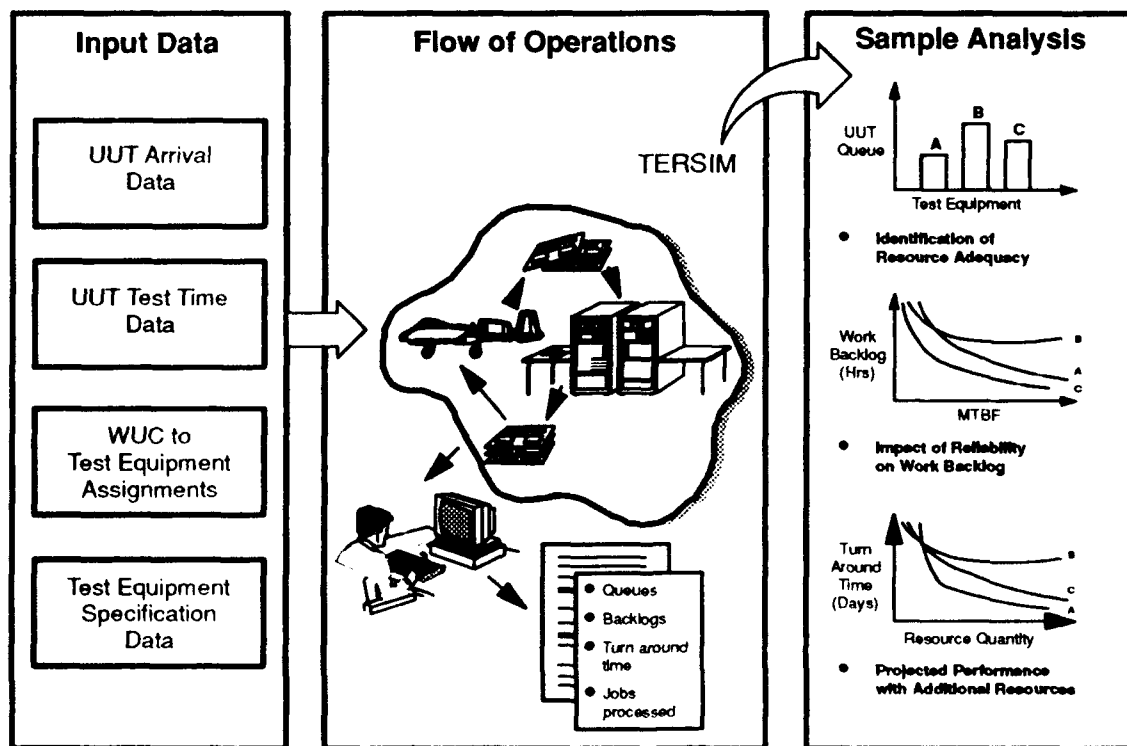 Input Data
UUT Arrival
Data
UUT Test Time
Data
WUC to
Test Equipment
Assignments
Test Equipment
Specification
Data
Flow of Operations
TERSIM
• Queues
• Backlogs
• Turn around
time
• Jobs
processed
Sample Analysis
UUT
Queue
A
B
C
Test Equipment
• Identification of
Resource Adequacy
Work
Backlog
(Hrs)
B
A
C
MTBF
• Impact of Reliability
on Work Backlog
Turn
Around
Time
(Days)
B
C
A
Resource Quantity
• Projected Performance
with Additional Resources